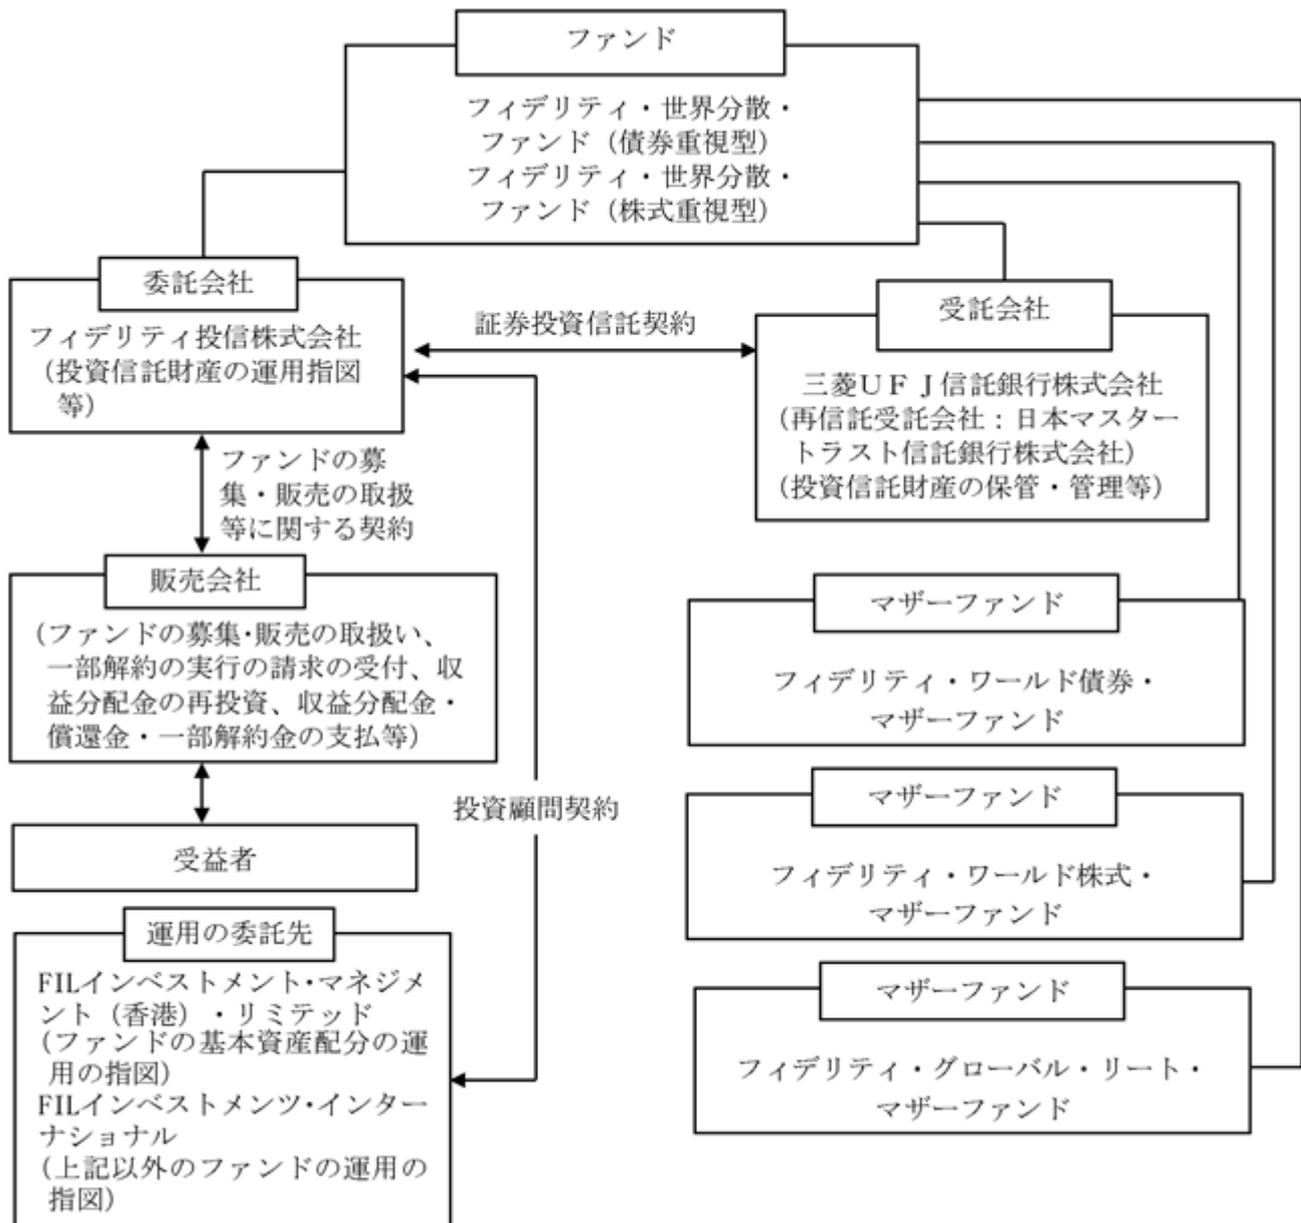 ファンド
フィデリティ・世界分散・
ファンド（債券重視型）
フィデリティ・世界分散・
ファンド（株式重視型）
委託会社
フィデリティ投信株式会社
（投資信託財産の運用指図
等）
証券投資信託契約
受託会社
三菱ＵＦＪ信託銀行株式会社
（再信託受託会社：日本マスター
トラスト信託銀行株式会社）
（投資信託財産の保管・管理等）
ファンドの募
集・販売の取扱
等に関する契約
販売会社
（ファンドの募集・販売の取扱い、
一部解約の実行の請求の受付、収
益分配金の再投資、収益分配金・
償還金・一部解約金の支払等）
投資顧問契約
受益者
運用の委託先
FILインベストメント・マネジメ
ント（香港）・リミテッド
（ファンドの基本資産配分の運
用の指図）
FILインベストメンツ・インター
ナショナル
（上記以外のファンドの運用の
指図）
マザーファンド
フィデリティ・ワールド債券・
マザーファンド
マザーファンド
フィデリティ・ワールド株式・
マザーファンド
マザーファンド
フィデリティ・グローバル・リート・
マザーファンド